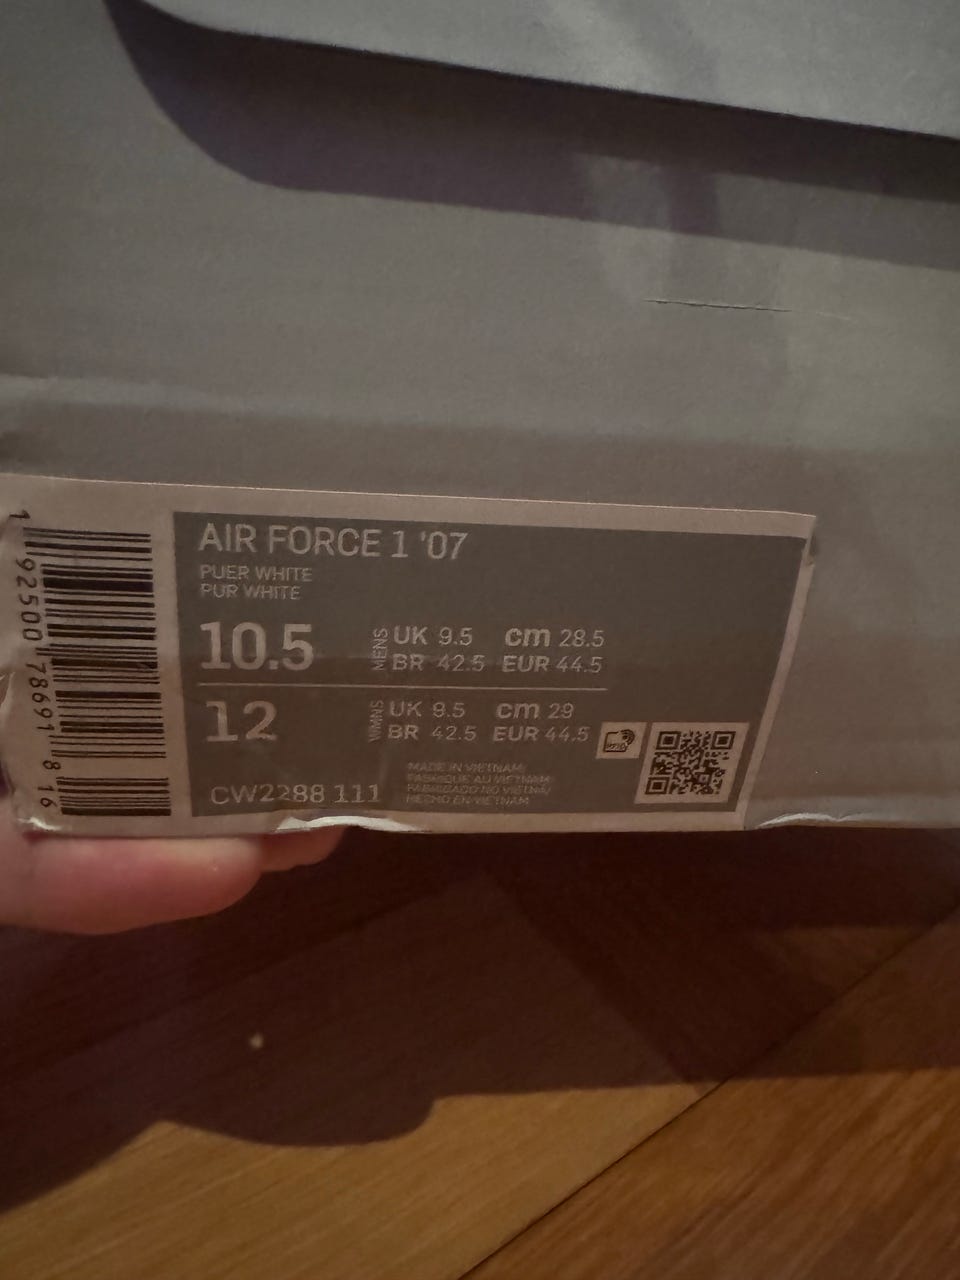 AIR FORCE 1 '07
PUER WHITE
PUR WHITE
10.5
MENS
UK 9.5 cm 28.5
BR 42.5 EUR 44.5
12
WMNS
UK 9.5 cm 29
BR 42.5 EUR 44.5
CW2288 111
MADE IN VIETNAM
FABRIQUE AU VIETNAM
FABRICADO NO VIETNA
HECHO EN VIETNAM
1 92500 78691 8 16